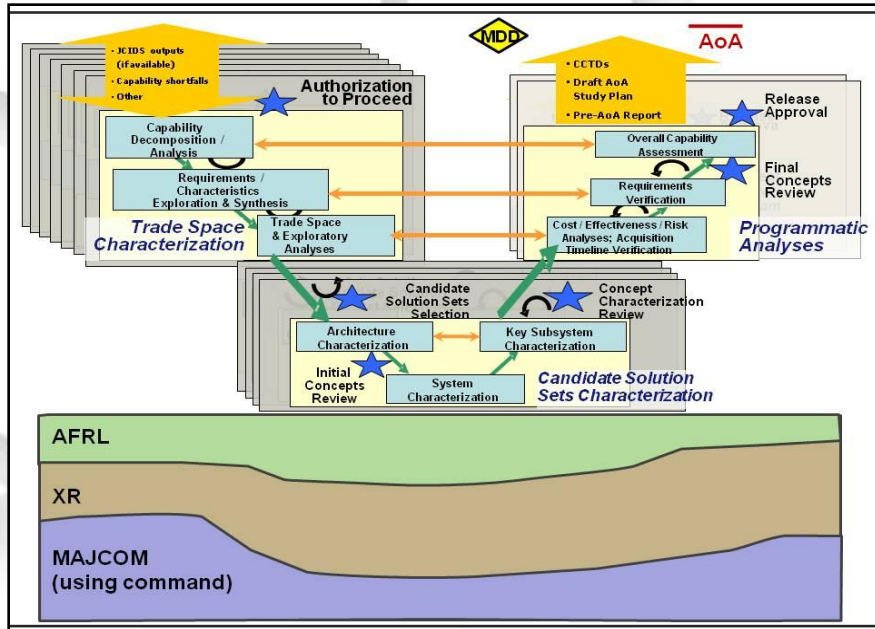 • JCIDS outputs
(ifavailable)
• Capability shortfalls
• Other
MDD
AoA
• CCTDs
• Draft AoA
Study Plan
• Pre-AoA Report
Authorization
to Proceed
Release
Approval
Capability
Decomposition /
Analysis
Overall Capability
Assessment
Final
Concepts
Review
Requirements /
Characteristics
Exploration & Synthesis
Requirements
Verification
Trade Space
Characterization
Trade Space
& Exploratory
Analyses
Cost / Effectiveness / Risk
Analyses; Acquisition
Timeline Verification
Programmatic
Analyses
Candidate
Solution Sets
Selection
Concept
Characterization
Review
Architecture
Characterization
Key Subsystem
Characterization
Initial
Concepts
Review
System
Characterization
Candidate Solution
Sets Characterization
AFRL
XR
MAJCOM
(using command)